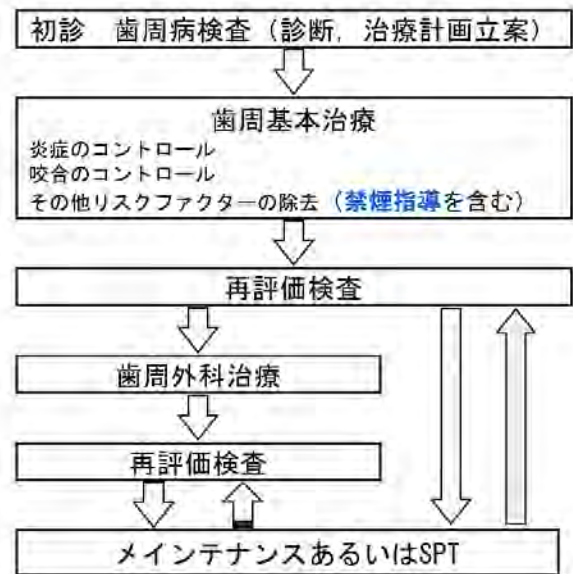 初診　歯周病検査（診断，治療計画立案）
歯周基本治療
炎症のコントロール
咬合のコントロール
その他リスクファクターの除去（禁煙指導を含む）
再評価検査
歯周外科治療
再評価検査
メインテナンスあるいはSPT